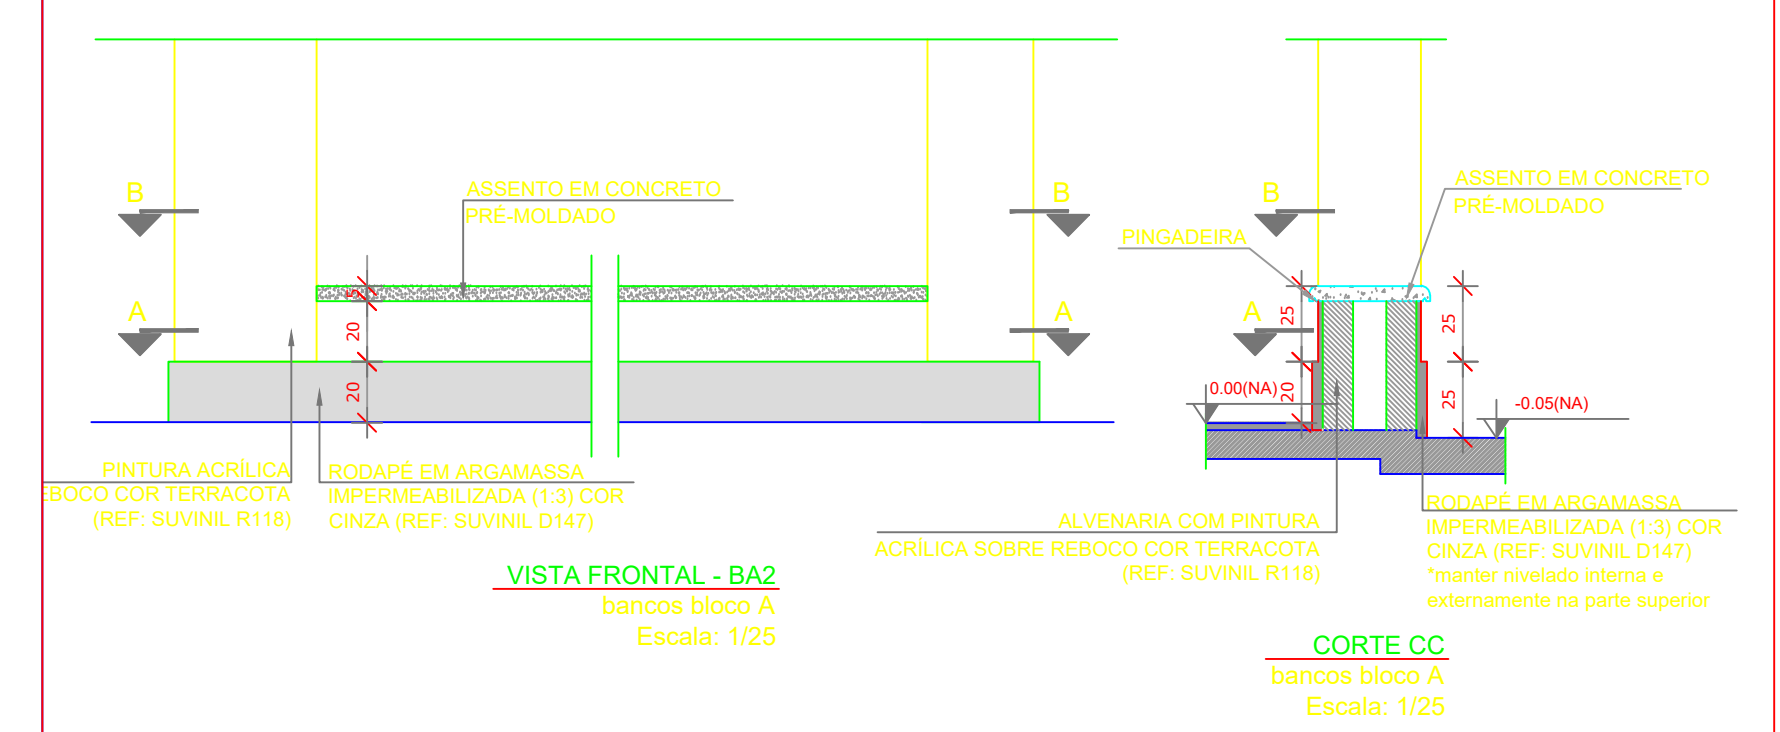 B
ASSENTO EM CONCRETO
PRÉ-MOLDADO
B
A
5
20
20
A
PINTURA ACRÍLICA
EBOCO COR TERRACOTA
(REF: SUVINIL R118)
RODAPÉ EM ARGAMASSA
IMPERMEABILIZADA (1:3) COR
CINZA (REF: SUVINIL D147)
VISTA FRONTAL - BA2
bancos bloco A
Escala: 1/25
B
ASSENTO EM CONCRETO
PRÉ-MOLDADO
PINGADEIRA
A
25
25
0.00(NA)
20
25
-0.05(NA)
ALVENARIA COM PINTURA
ACRÍLICA SOBRE REBOCO COR TERRACOTA
(REF: SUVINIL R118)
RODAPÉ EM ARGAMASSA
IMPERMEABILIZADA (1:3) COR
CINZA (REF: SUVINIL D147)
*manter nivelado interna e
externamente na parte superior
CORTE CC
bancos bloco A
Escala: 1/25